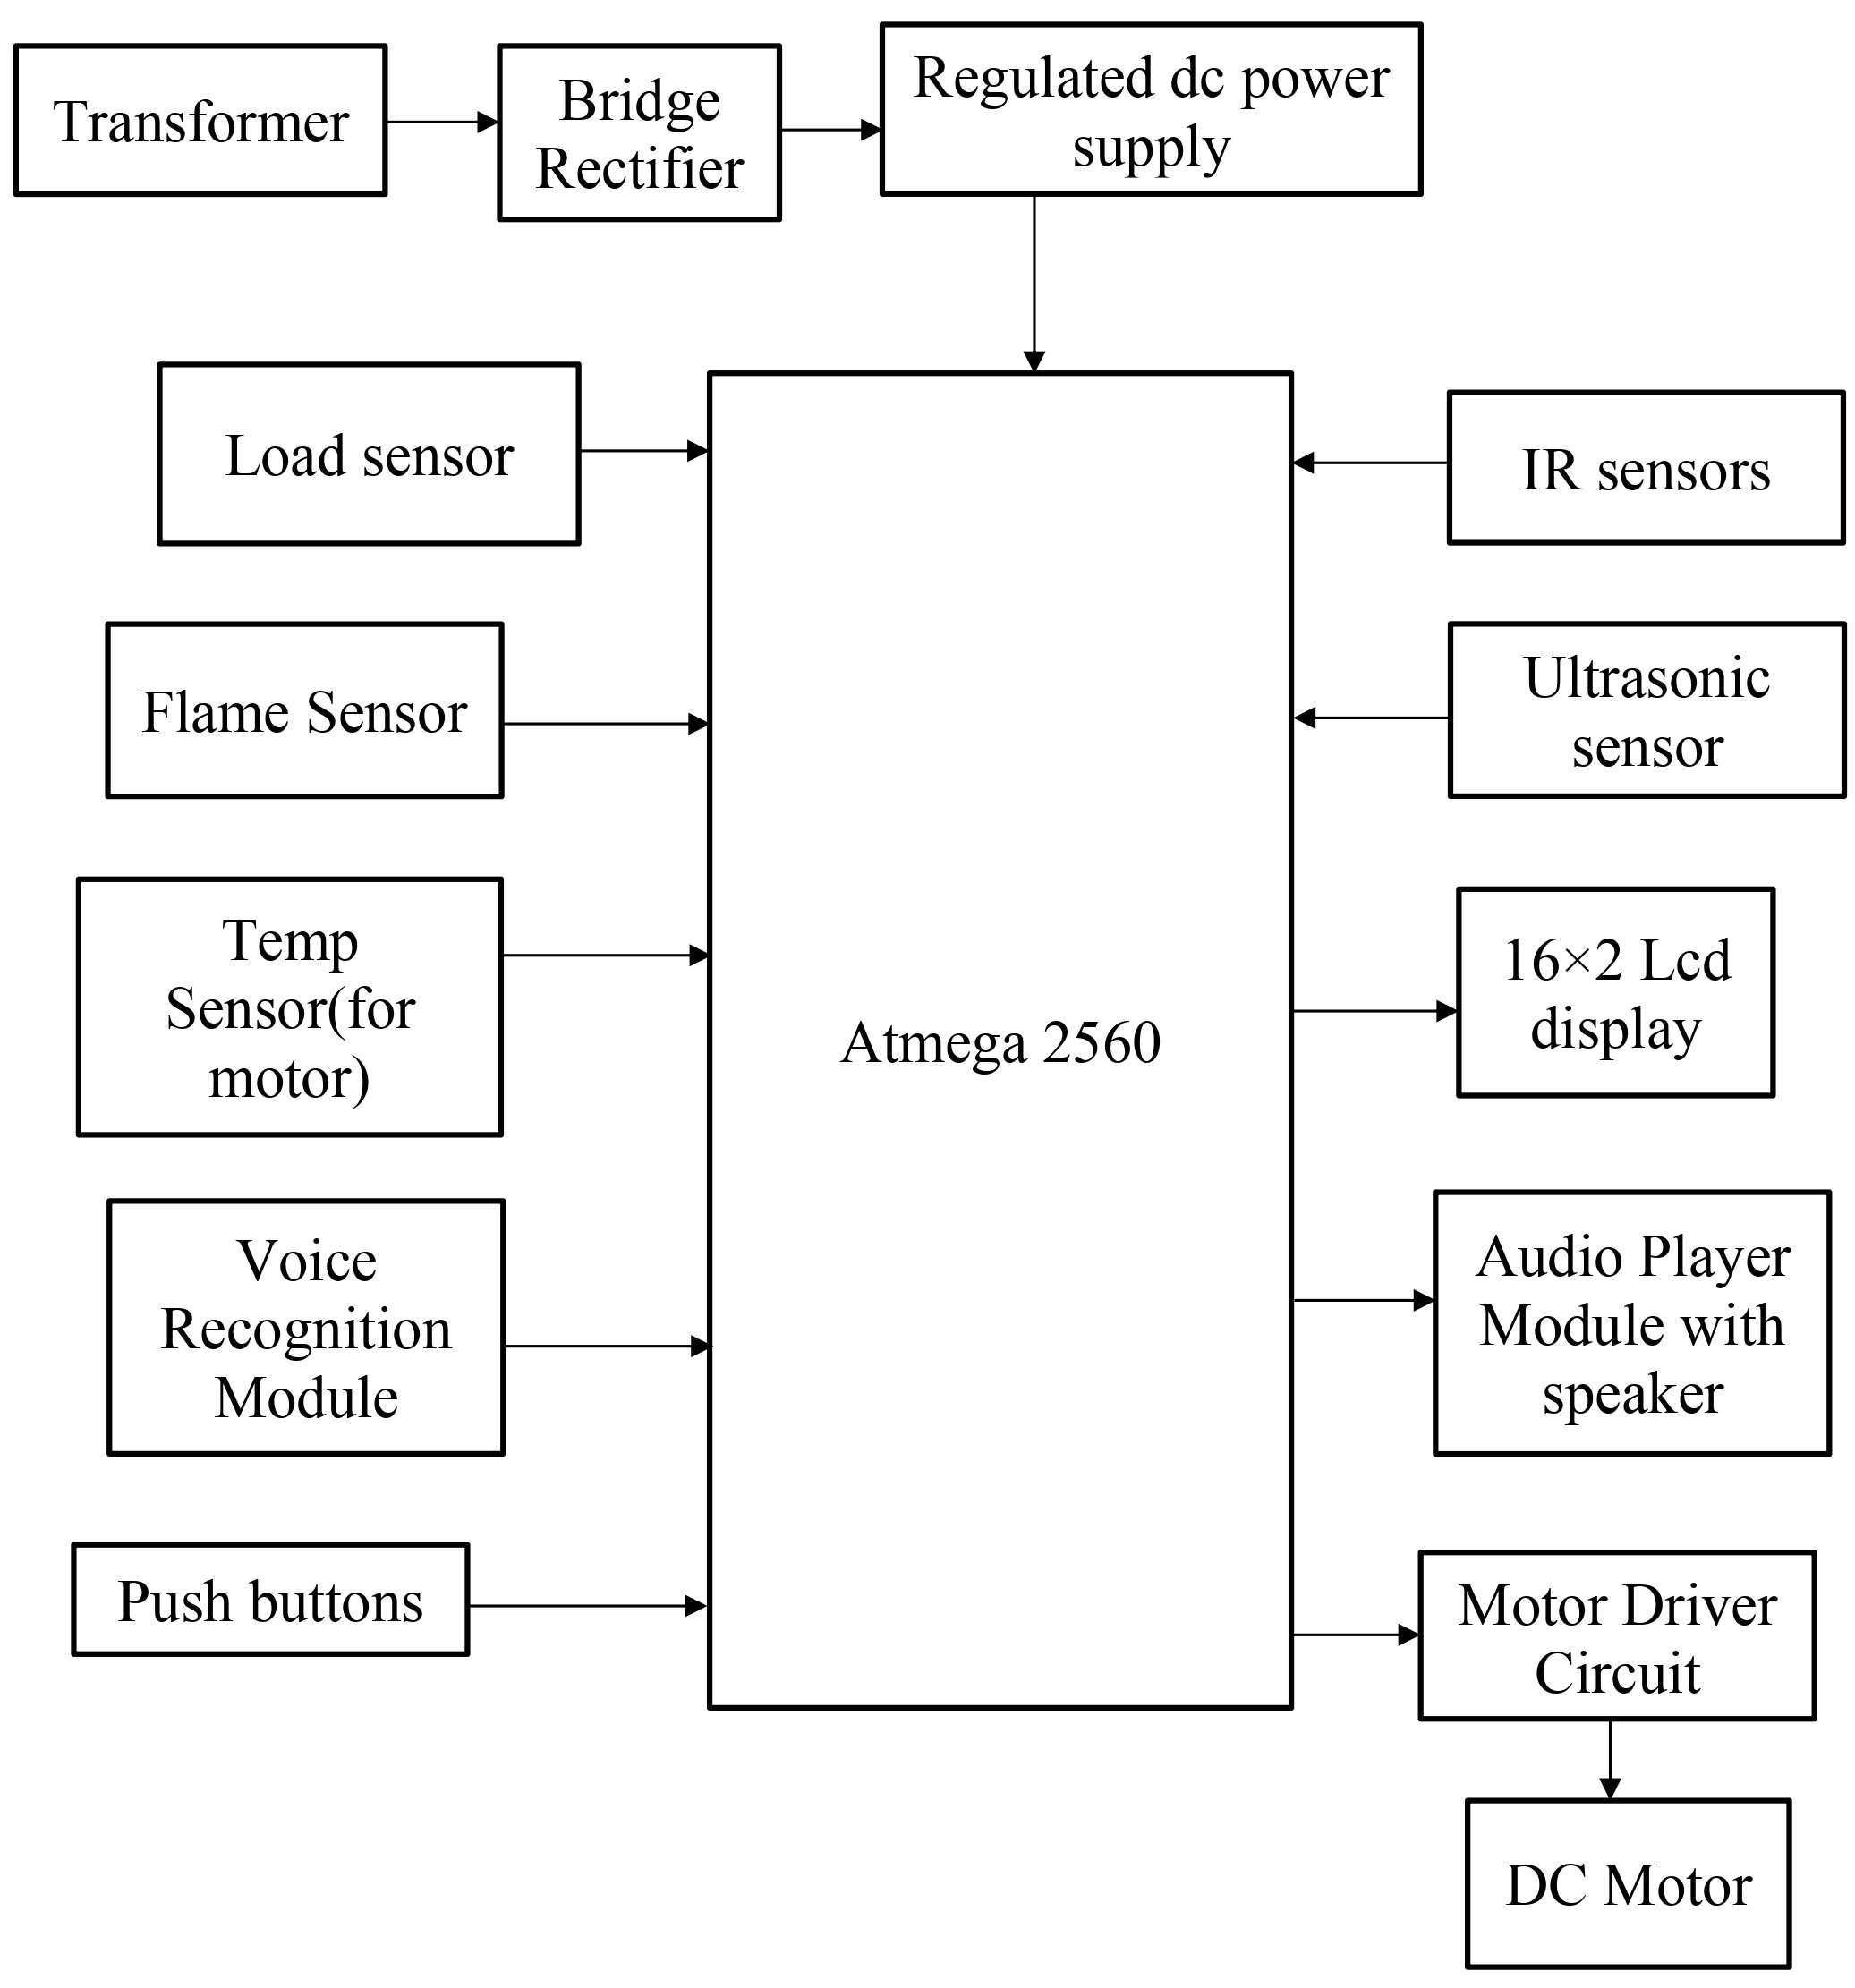 Transformer
Bridge
Rectifier
Regulated dc power
supply
Load sensor
IR sensors
Flame Sensor
Ultrasonic
sensor
Temp
Sensor(for
motor)
Atmega 2560
16×2 Lcd
display
Voice
Recognition
Module
Audio Player
Module with
speaker
Push buttons
Motor Driver
Circuit
DC Motor